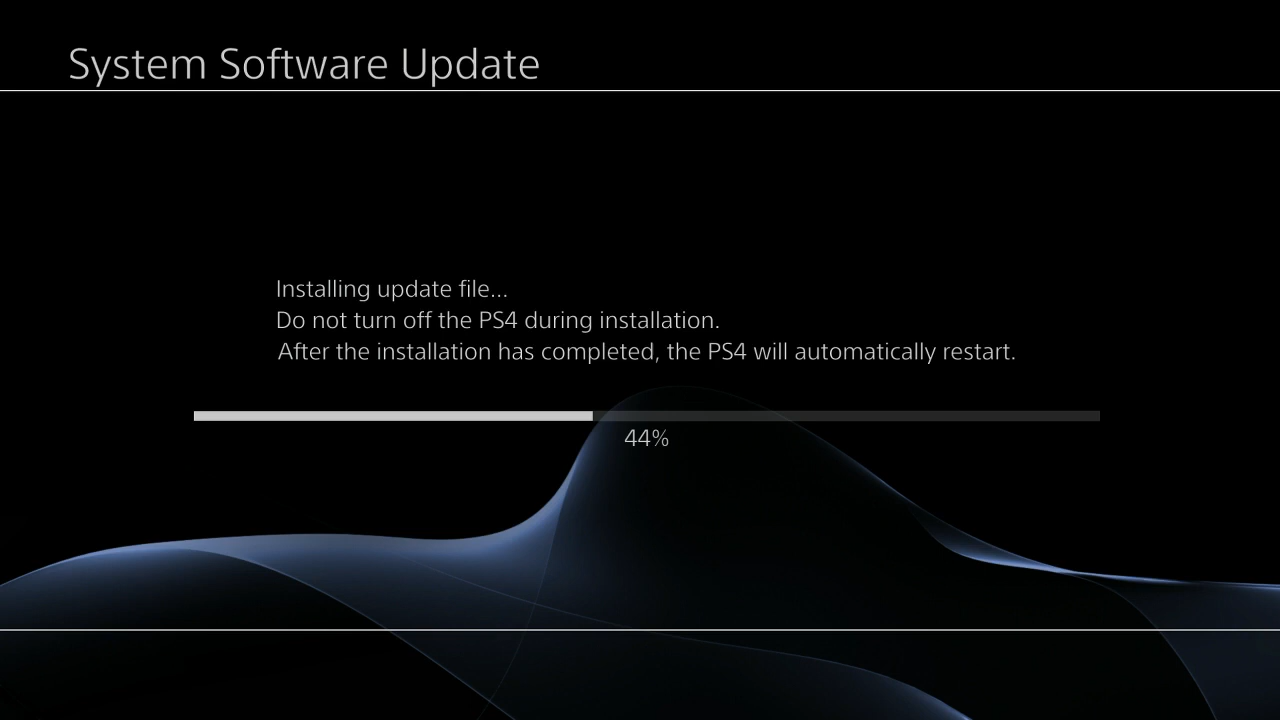 System Software Update
Installing update file...
Do not turn off the PS4 during installation.
After the installation has completed, the PS4 will automatically restart.
44%